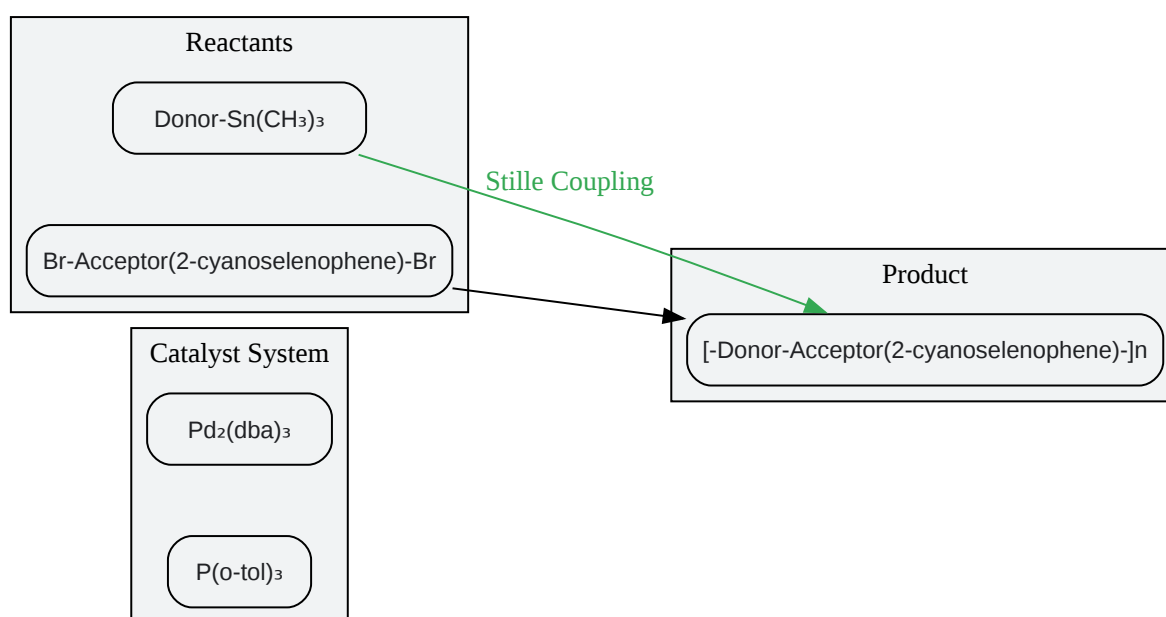 Reactants
Donor-Sn(CH₃)₃
Stille Coupling
Br-Acceptor(2-cyanoselenophene)-Br
Product
[-Donor-Acceptor(2-cyanoselenophene)-]n
Catalyst System
Pd₂(dba)₃
P(o-tol)₃